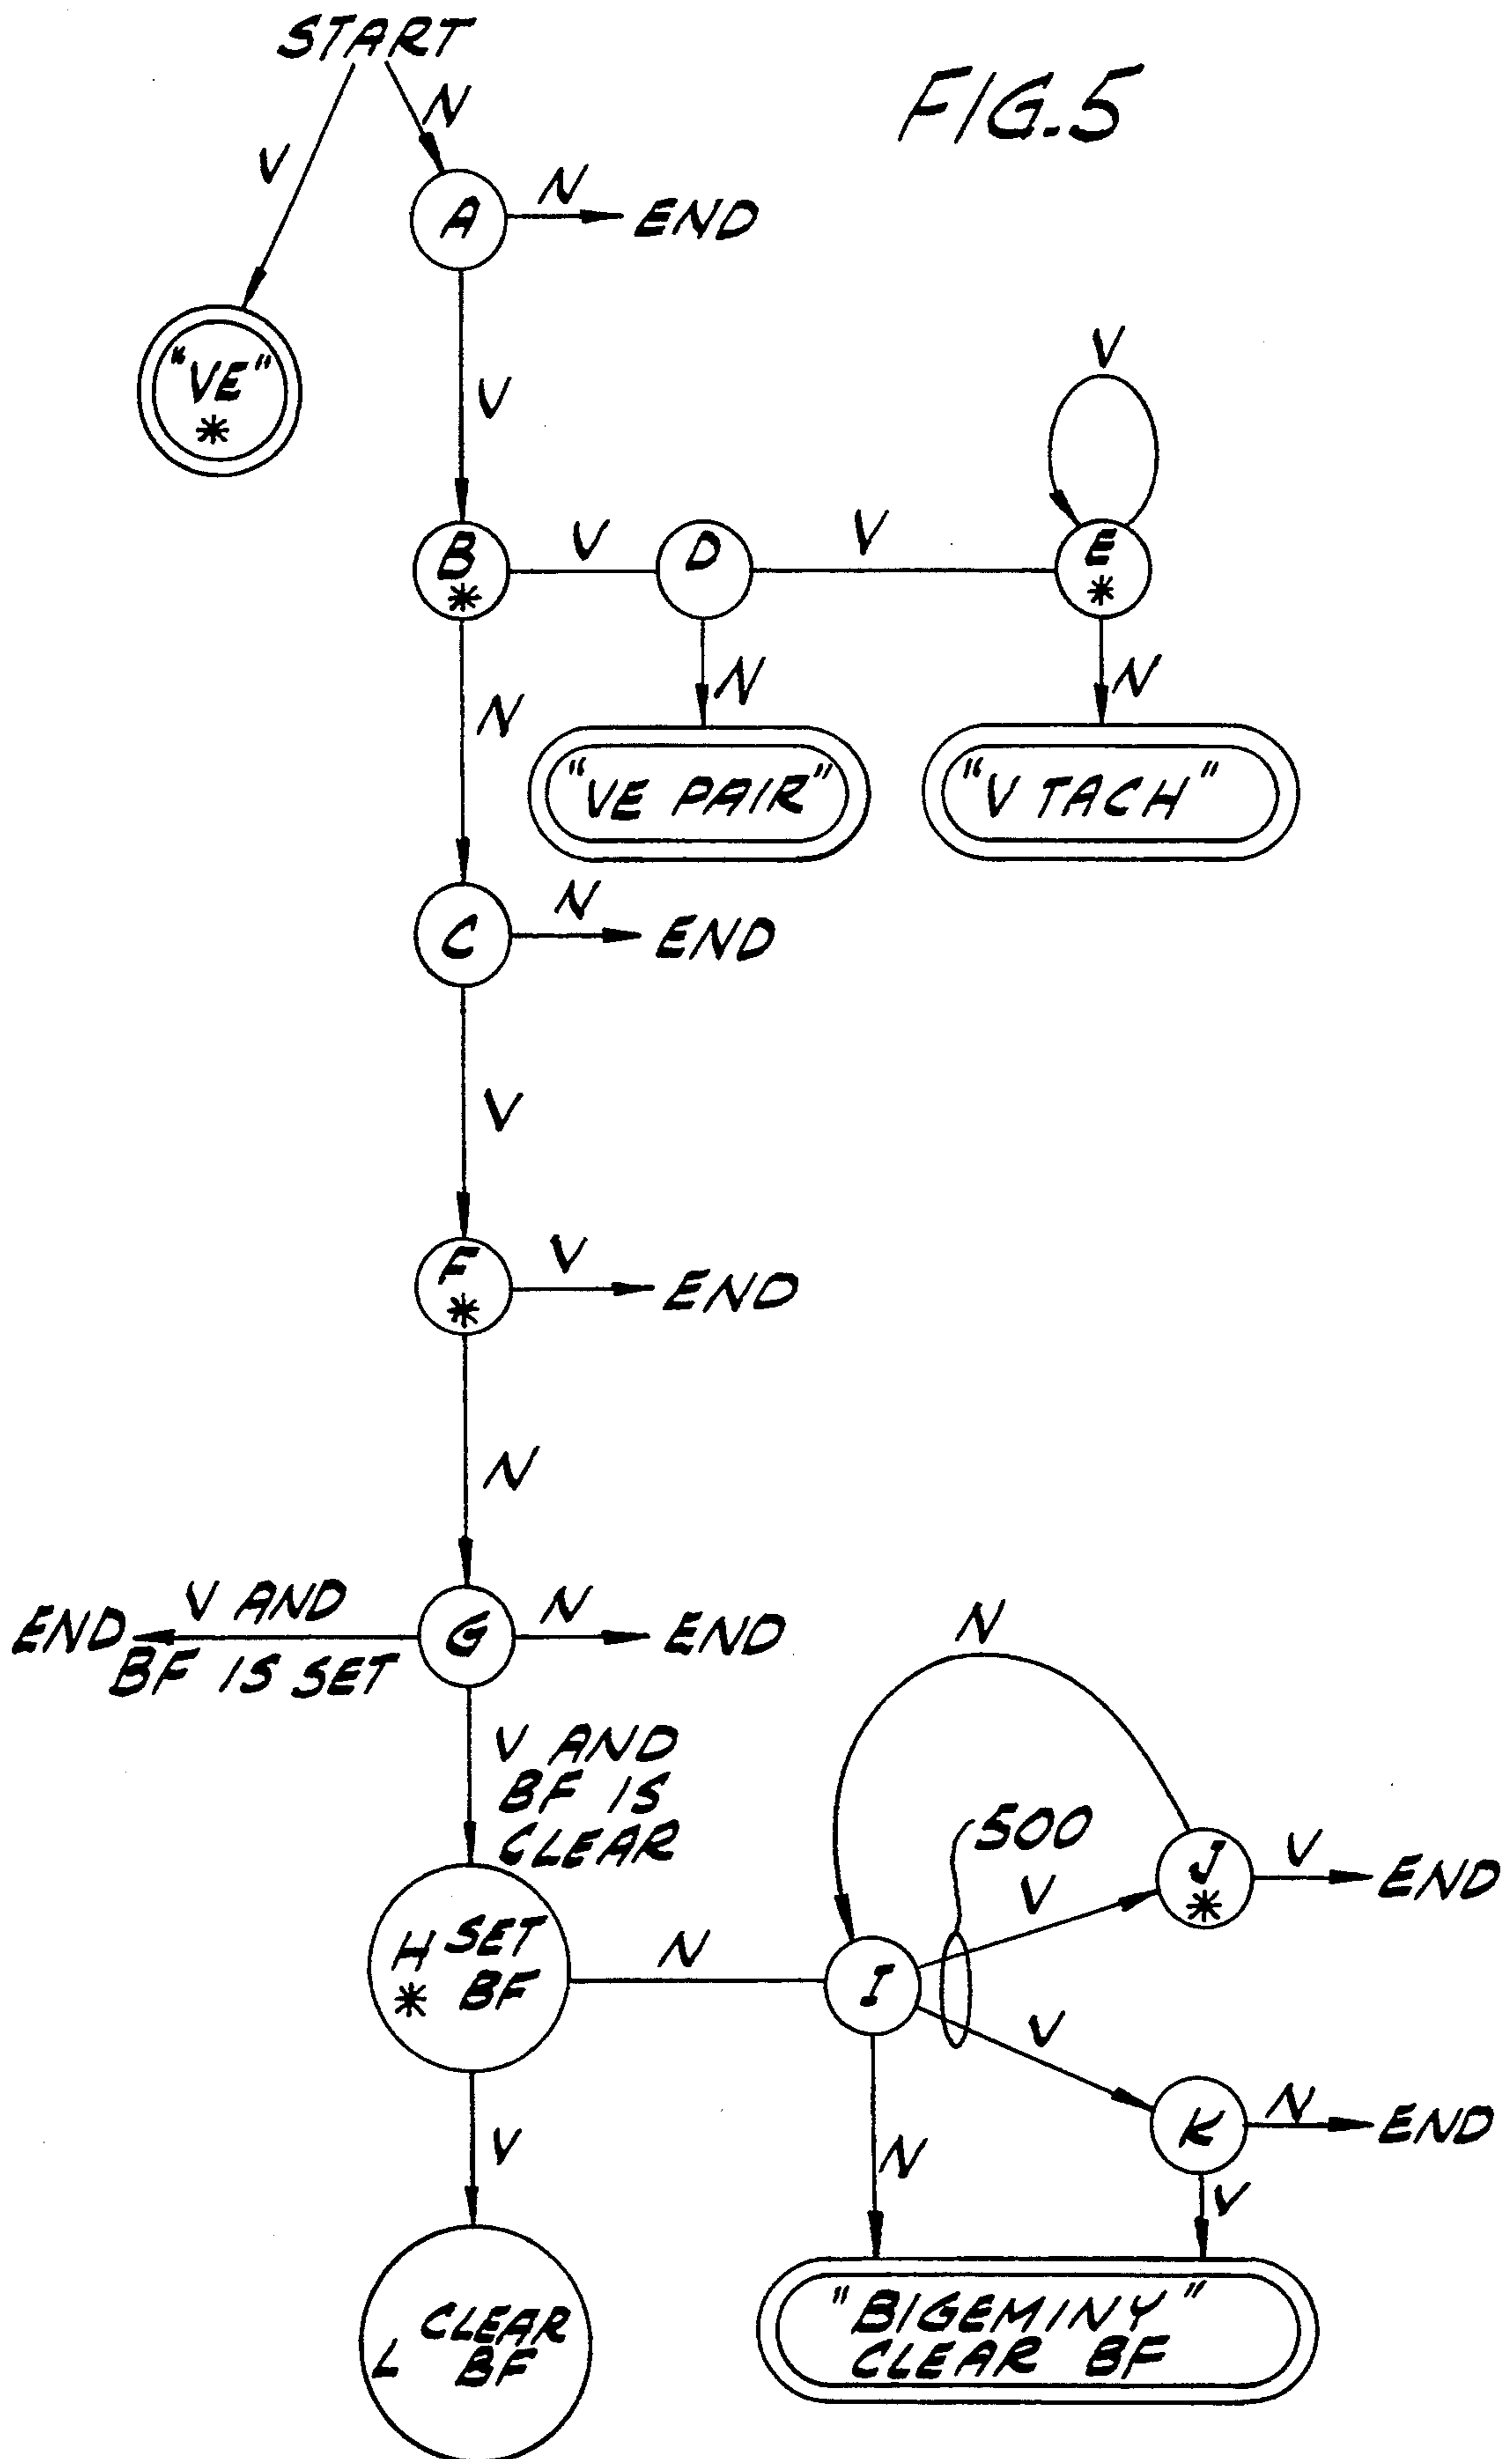 START
FIG.5
N
V
A
N
END
"VE"
*
V
V
B
*
V
D
V
E
*
N
N
N
"VE PAIR"
"V TACH"
C
N
END
V
F
*
V
END
N
END
V AND
BF IS SET
G
N
END
N
V AND
BF IS
CLEAR
500
V
J
*
V
END
H SET
* BF
N
I
V
K
N
END
V
N
V
"BIGEMINY"
CLEAR BF
L CLEAR
BF